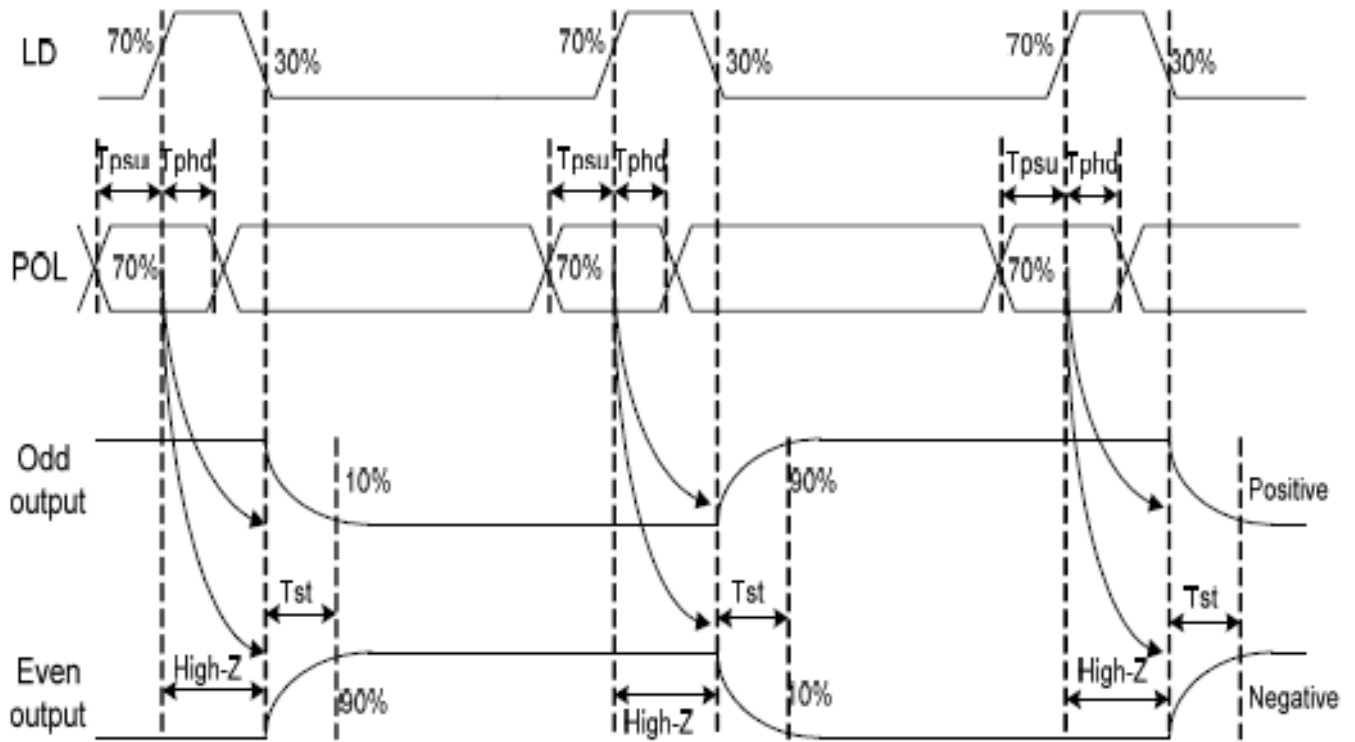 LD
70%
30%
70%
30%
70%
30%
Tpsu Tphd
Tpsu Tphd
Tpsu Tphd
POL
70%
70%
70%
Odd
output
10%
90%
Positive
Tst
Tst
Tst
Even
output
High-Z
90%
High-Z
10%
High-Z
Negative